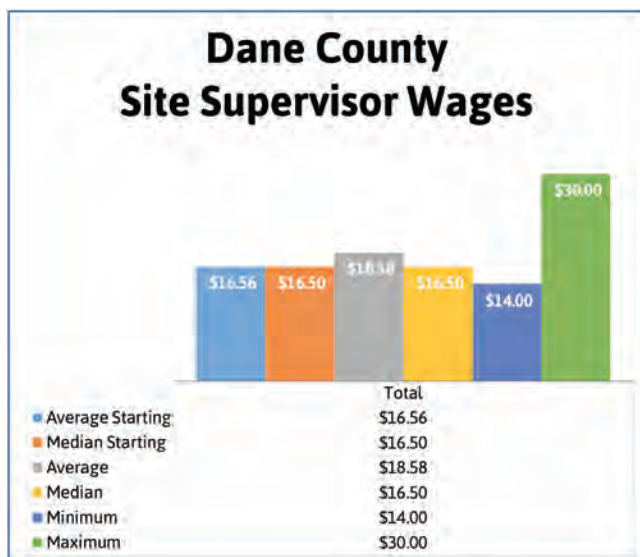 Dane County
Site Supervisor Wages
$16.56 $16.50 $18.58 $16.50 $14.00 $30.00
Total
Average Starting $16.56
Median Starting $16.50
Average $18.58
Median $16.50
Minimum $14.00
Maximum $30.00